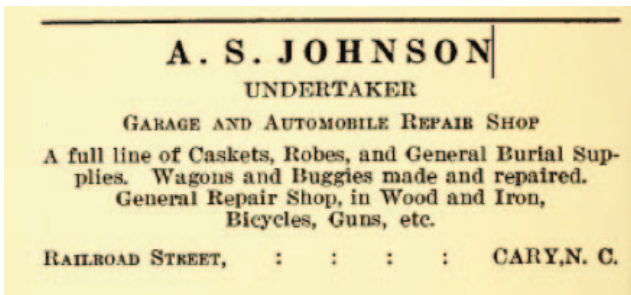 A. S. JOHNSON
UNDERTAKER
GARAGE AND AUTOMOBILE REPAIR SHOP
A full line of Caskets, Robes, and General Burial Sup-
plies. Wagons and Buggies made and repaired.
General Repair Shop, in Wood and Iron,
Bicycles, Guns, etc.
RAILROAD STREET, : : : : CARY,N. C.